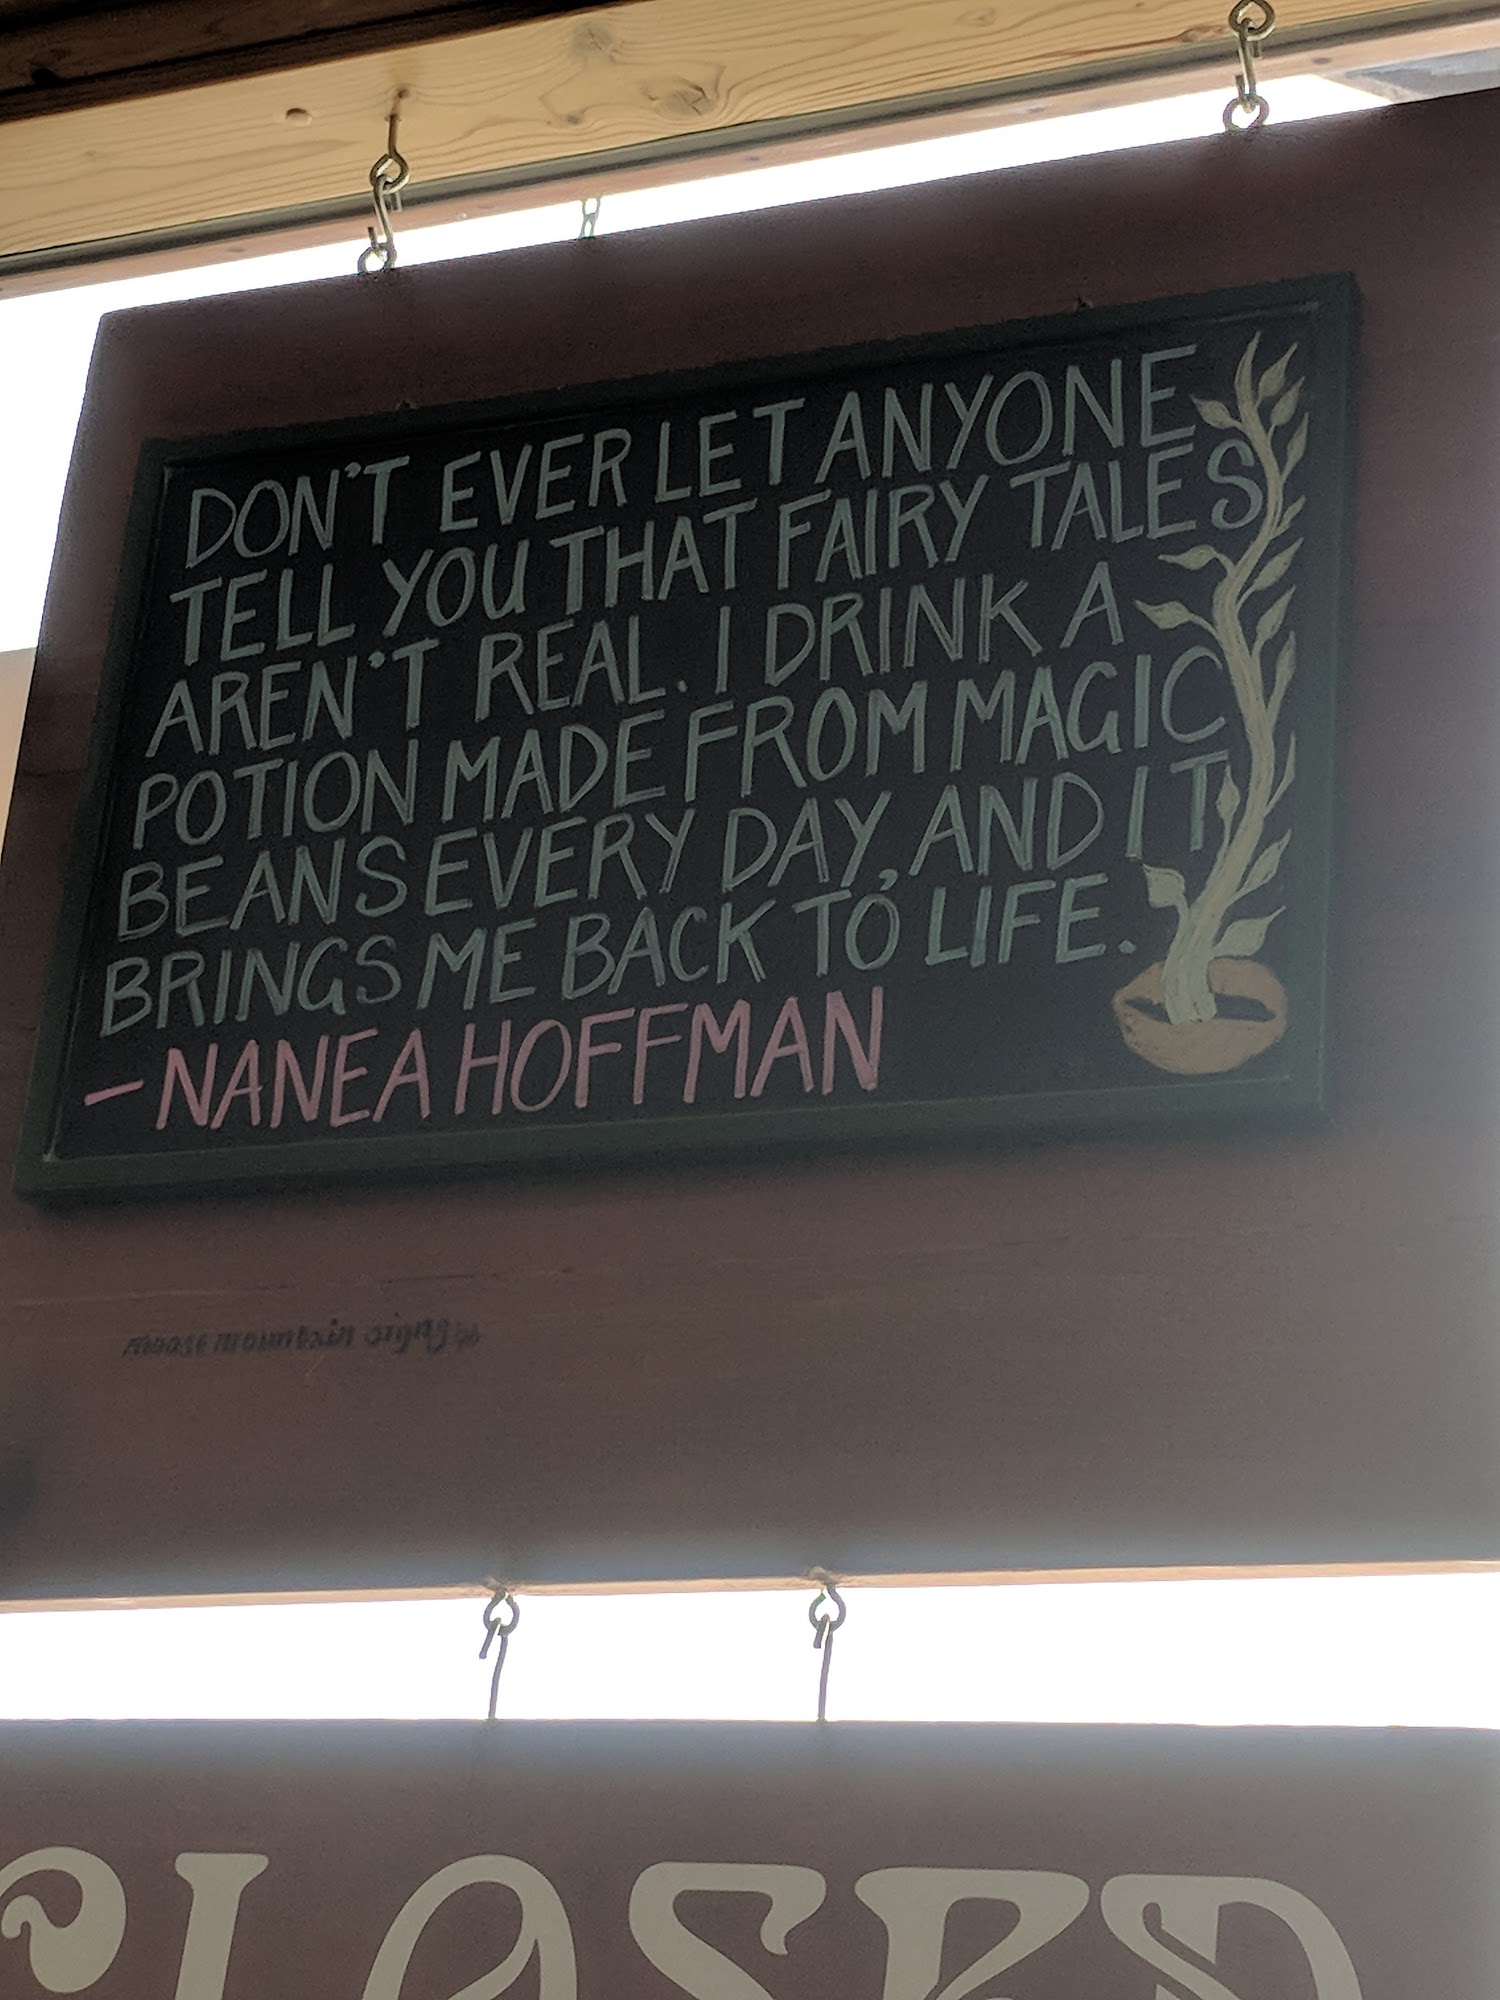 DON'T EVER LET ANYONE
TELL YOU THAT FAIRY TALES
AREN'T REAL. I DRINK A
POTION MADE FROM MAGIC
BEANS EVERY DAY, AND IT
BRINGS ME BACK TO LIFE.
- NANEA HOFFMAN
moose mountain signs
CLOSED